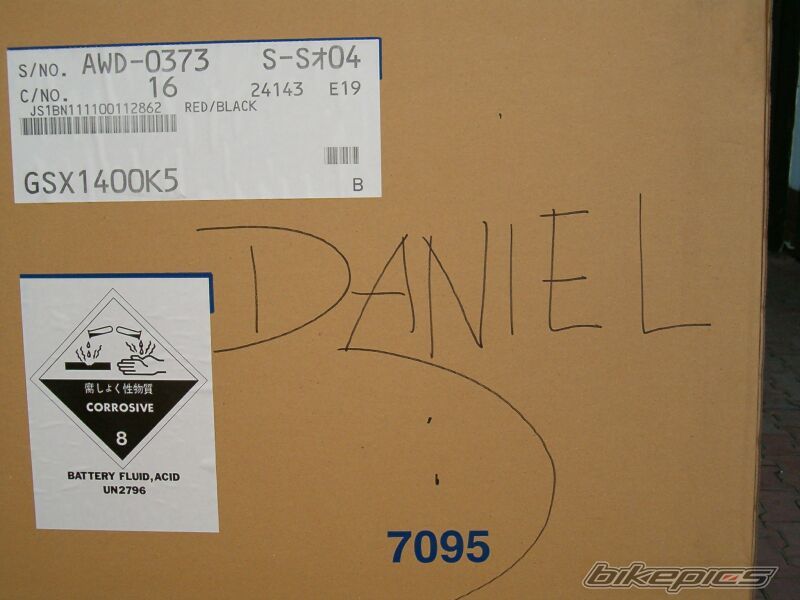 S/NO. AWD-0373 S-Sオ04
C/NO. 16 24143 E19
JS1BN111100112862 RED/BLACK
GSX1400K5 B
DANIEL
腐しょく性物質
CORROSIVE
8
BATTERY FLUID,ACID
UN2796
7095
bikepics